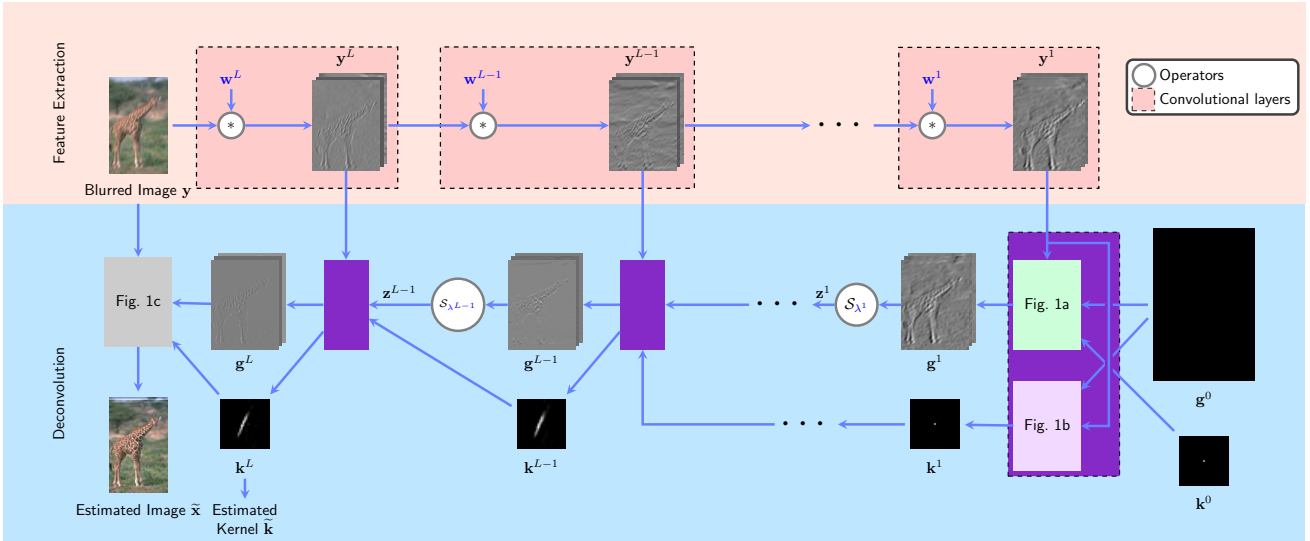 Feature Extraction
w^L
y^L
w^{L−1}
y^{L−1}
w^1
y^1
*
*
· · ·
*
Operators
Convolutional layers
Blurred Image y
Deconvolution
Fig. 1c
g^L
z^{L−1}
S_{λ^{L−1}}
g^{L−1}
· · ·
z^1
S_{λ^1}
g^1
Fig. 1a
g^0
Estimated Image x̃
k^L
Estimated
Kernel k̃
k^{L−1}
· · ·
k^1
Fig. 1b
k^0